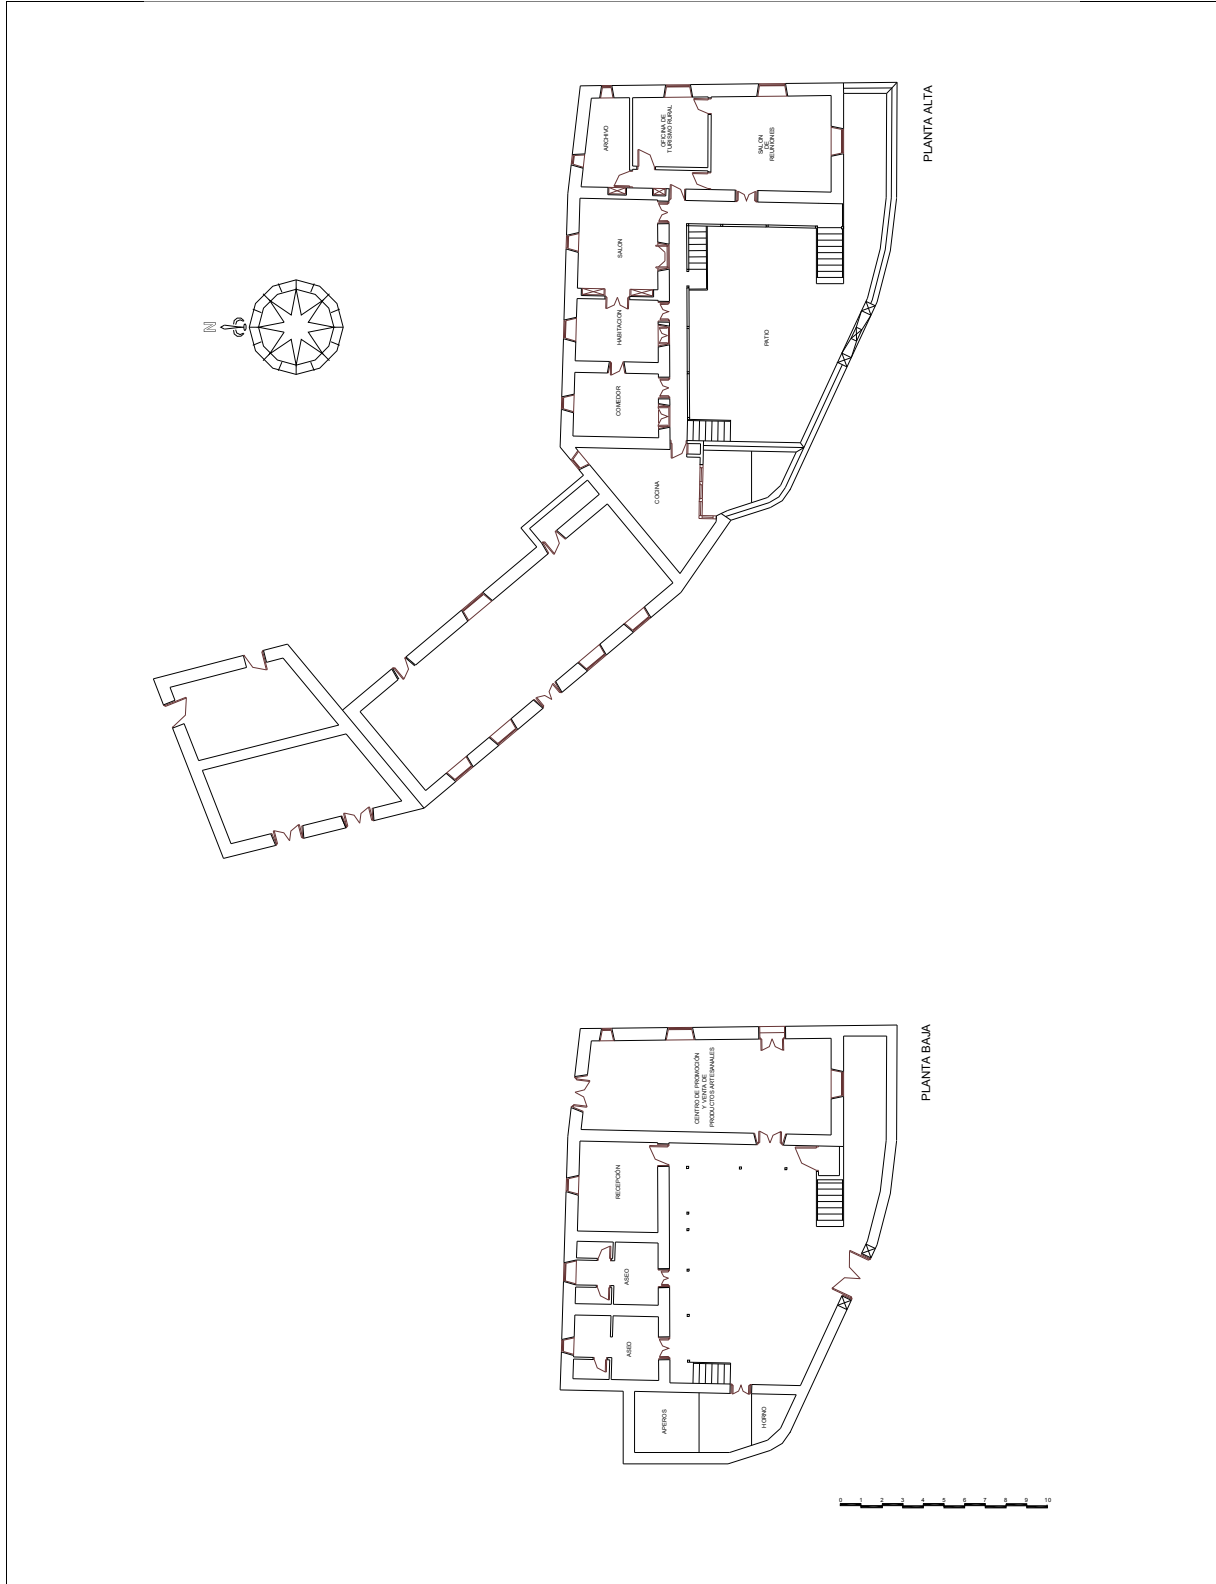 PLANTA ALTA
ARCHIVO
OFICINA DE
TURISMO RURAL
SALON
DE
REUNIONES
SALON
HABITACION
COMEDOR
COCINA
PATIO
N
PLANTA BAJA
CENTRO DE PROMOCIÓN
Y VENTA DE
PRODUCTOS ARTESANALES
RECEPCIÓN
ASEO
ASEO
APEROS
HORNO
0 1 2 3 4 5 6 7 8 9 10